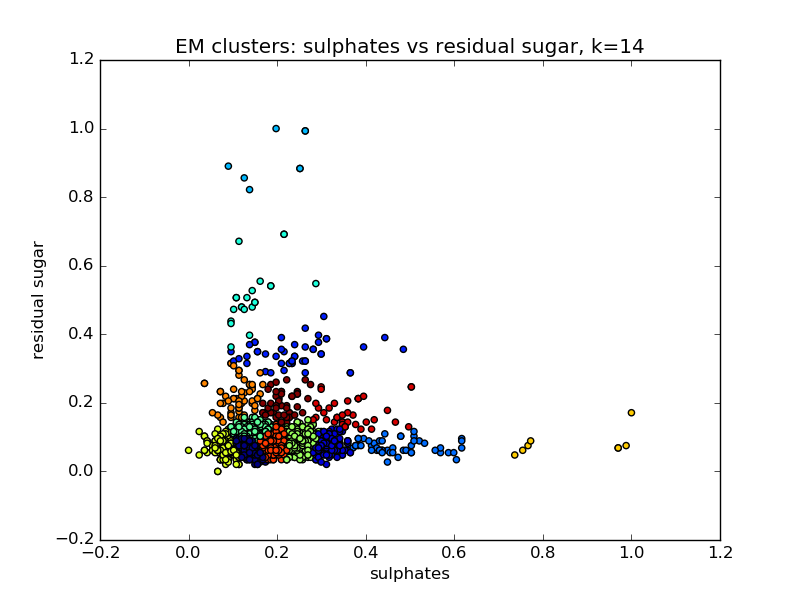 EM clusters: sulphates vs residual sugar, k=14
1.2
1.0
0.8
0.6
0.4
0.2
0.0
−0.2
residual sugar
−0.2 0.0 0.2 0.4 0.6 0.8 1.0 1.2
sulphates